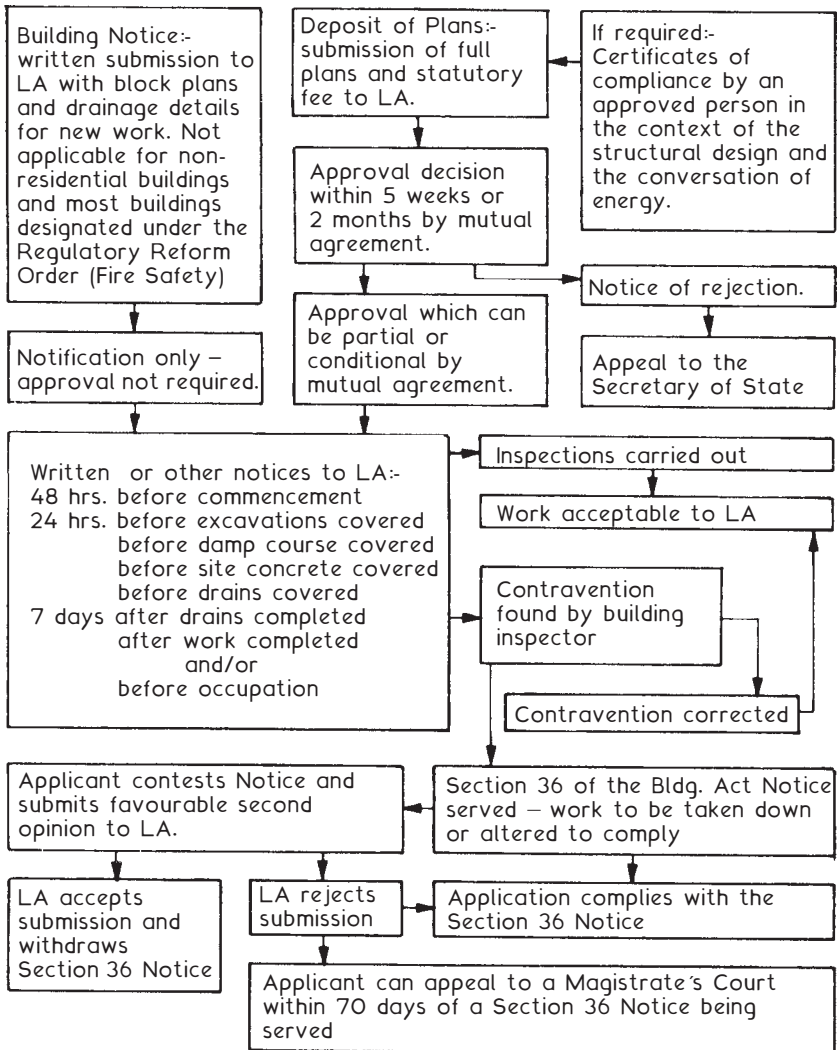 Building Notice:-
written submission to
LA with block plans
and drainage details
for new work. Not
applicable for non-
residential buildings
and most buildings
designated under the
Regulatory Reform
Order (Fire Safety)
Deposit of Plans:-
submission of full
plans and statutory
fee to LA.
If required:-
Certificates of
compliance by an
approved person in
the context of the
structural design and
the conversation of
energy.
Approval decision
within 5 weeks or
2 months by mutual
agreement.
Notice of rejection.
Notification only –
approval not required.
Approval which can
be partial or
conditional by
mutual agreement.
Appeal to the
Secretary of State
Written or other notices to LA:-
48 hrs. before commencement
24 hrs. before excavations covered
before damp course covered
before site concrete covered
before drains covered
7 days after drains completed
after work completed
and/or
before occupation
Inspections carried out
Work acceptable to LA
Contravention
found by building
inspector
Contravention corrected
Applicant contests Notice and
submits favourable second
opinion to LA.
Section 36 of the Bldg. Act Notice
served – work to be taken down
or altered to comply
LA accepts
submission and
withdraws
Section 36 Notice
LA rejects
submission
Application complies with the
Section 36 Notice
Applicant can appeal to a Magistrate's Court
within 70 days of a Section 36 Notice being
served